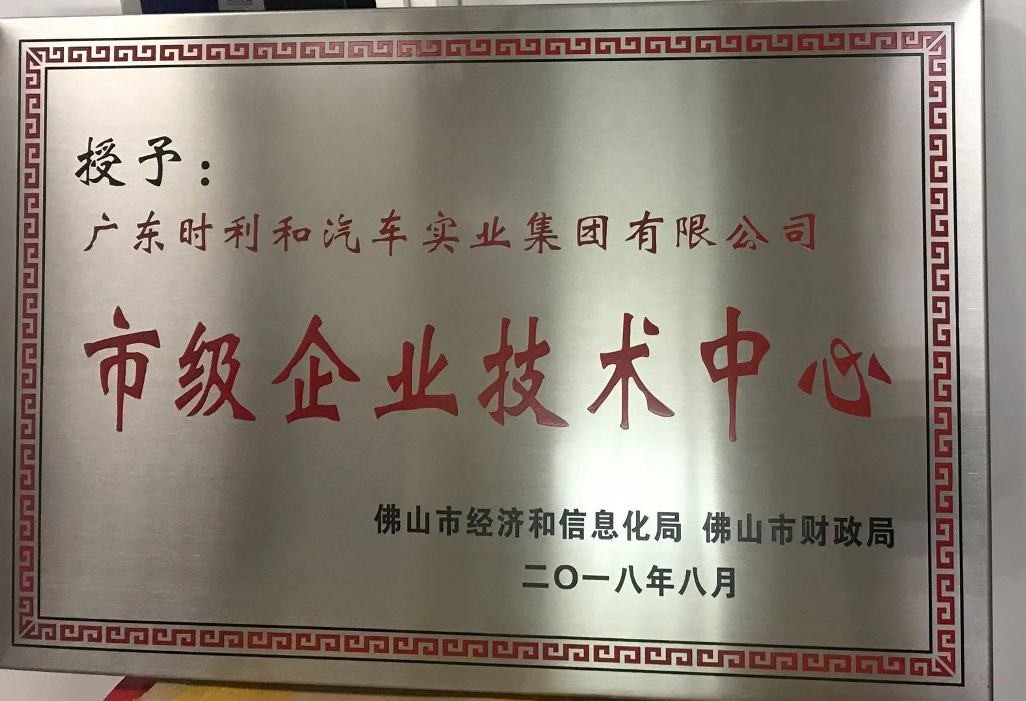 授予：
广东时利和汽车实业集团有限公司
市级企业技术中心
佛山市经济和信息化局 佛山市财政局
二〇一八年八月